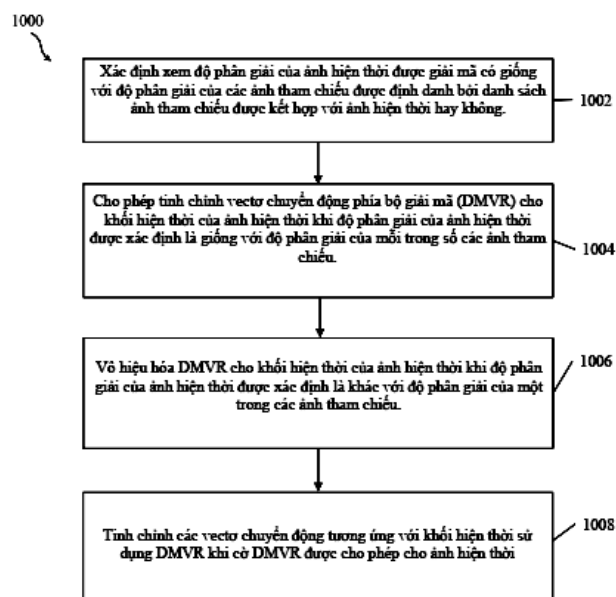 1000
Xác định xem độ phân giải của ảnh hiện thời được giải mã có giống
với độ phân giải của các ảnh tham chiếu được định danh bởi danh sách
ảnh tham chiếu được kết hợp với ảnh hiện thời hay không.
1002
Cho phép tinh chỉnh vectơ chuyển động phía bộ giải mã (DMVR) cho
khối hiện thời của ảnh hiện thời khi độ phân giải của ảnh hiện thời
được xác định là giống với độ phân giải của mỗi trong số các ảnh tham
chiếu.
1004
Vô hiệu hóa DMVR cho khối hiện thời của ảnh hiện thời khi độ phân
giải của ảnh hiện thời được xác định là khác với độ phân giải của một
trong các ảnh tham chiếu.
1006
Tinh chỉnh các vectơ chuyển động tương ứng với khối hiện thời sử
dụng DMVR khi cờ DMVR được cho phép cho ảnh hiện thời
1008